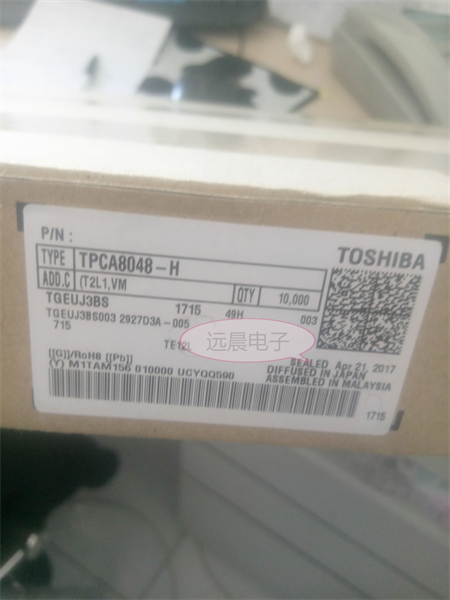 P/N :
TOSHIBA
TYPE TPCA8048-H
ADD.C (T2L1,VM QTY 10,000
TGEUJ3BS 1715 49H 003
TGEUJ3BS003 2927D3A-005
715
远晨电子
SEALED Apr 21, 2017
[[G]]/RoHS [[Pb]] DIFFUSED IN JAPAN
(Y) M1TAM156 010000 UCYQQ590 ASSEMBLED IN MALAYSIA
1715